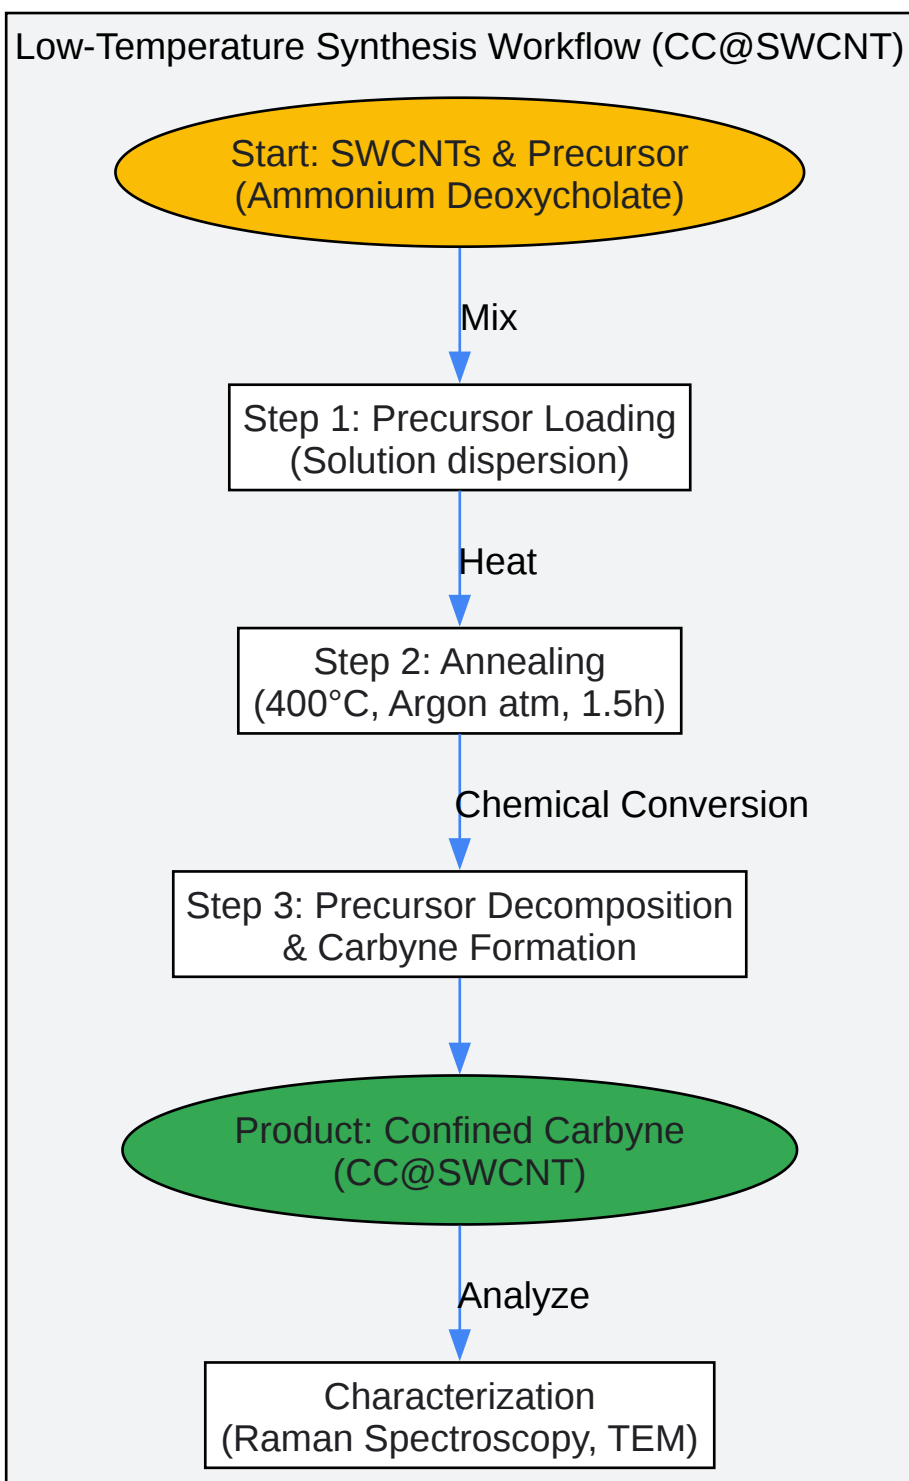 Low-Temperature Synthesis Workflow (CC@SWCNT)
Start: SWCNTs & Precursor
(Ammonium Deoxycholate)
Mix
Step 1: Precursor Loading
(Solution dispersion)
Heat
Step 2: Annealing
(400°C, Argon atm, 1.5h)
Chemical Conversion
Step 3: Precursor Decomposition
& Carbyne Formation
Product: Confined Carbyne
(CC@SWCNT)
Analyze
Characterization
(Raman Spectroscopy, TEM)